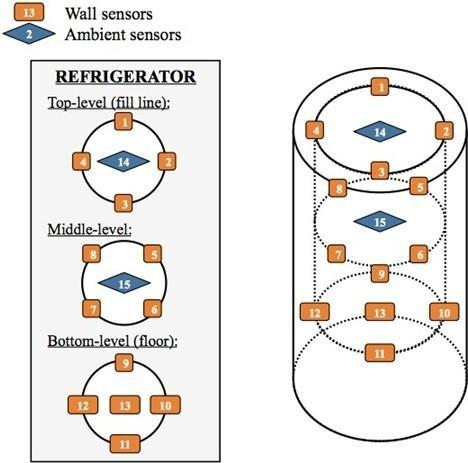 13 Wall sensors
2 Ambient sensors
REFRIGERATOR
Top-level (fill line):
1
4 14 2
3
Middle-level:
8 5
15
7 6
Bottom-level (floor):
9
12 13 10
11
1
4 14 2
3
8 5
15
7 6
9
12 13 10
11